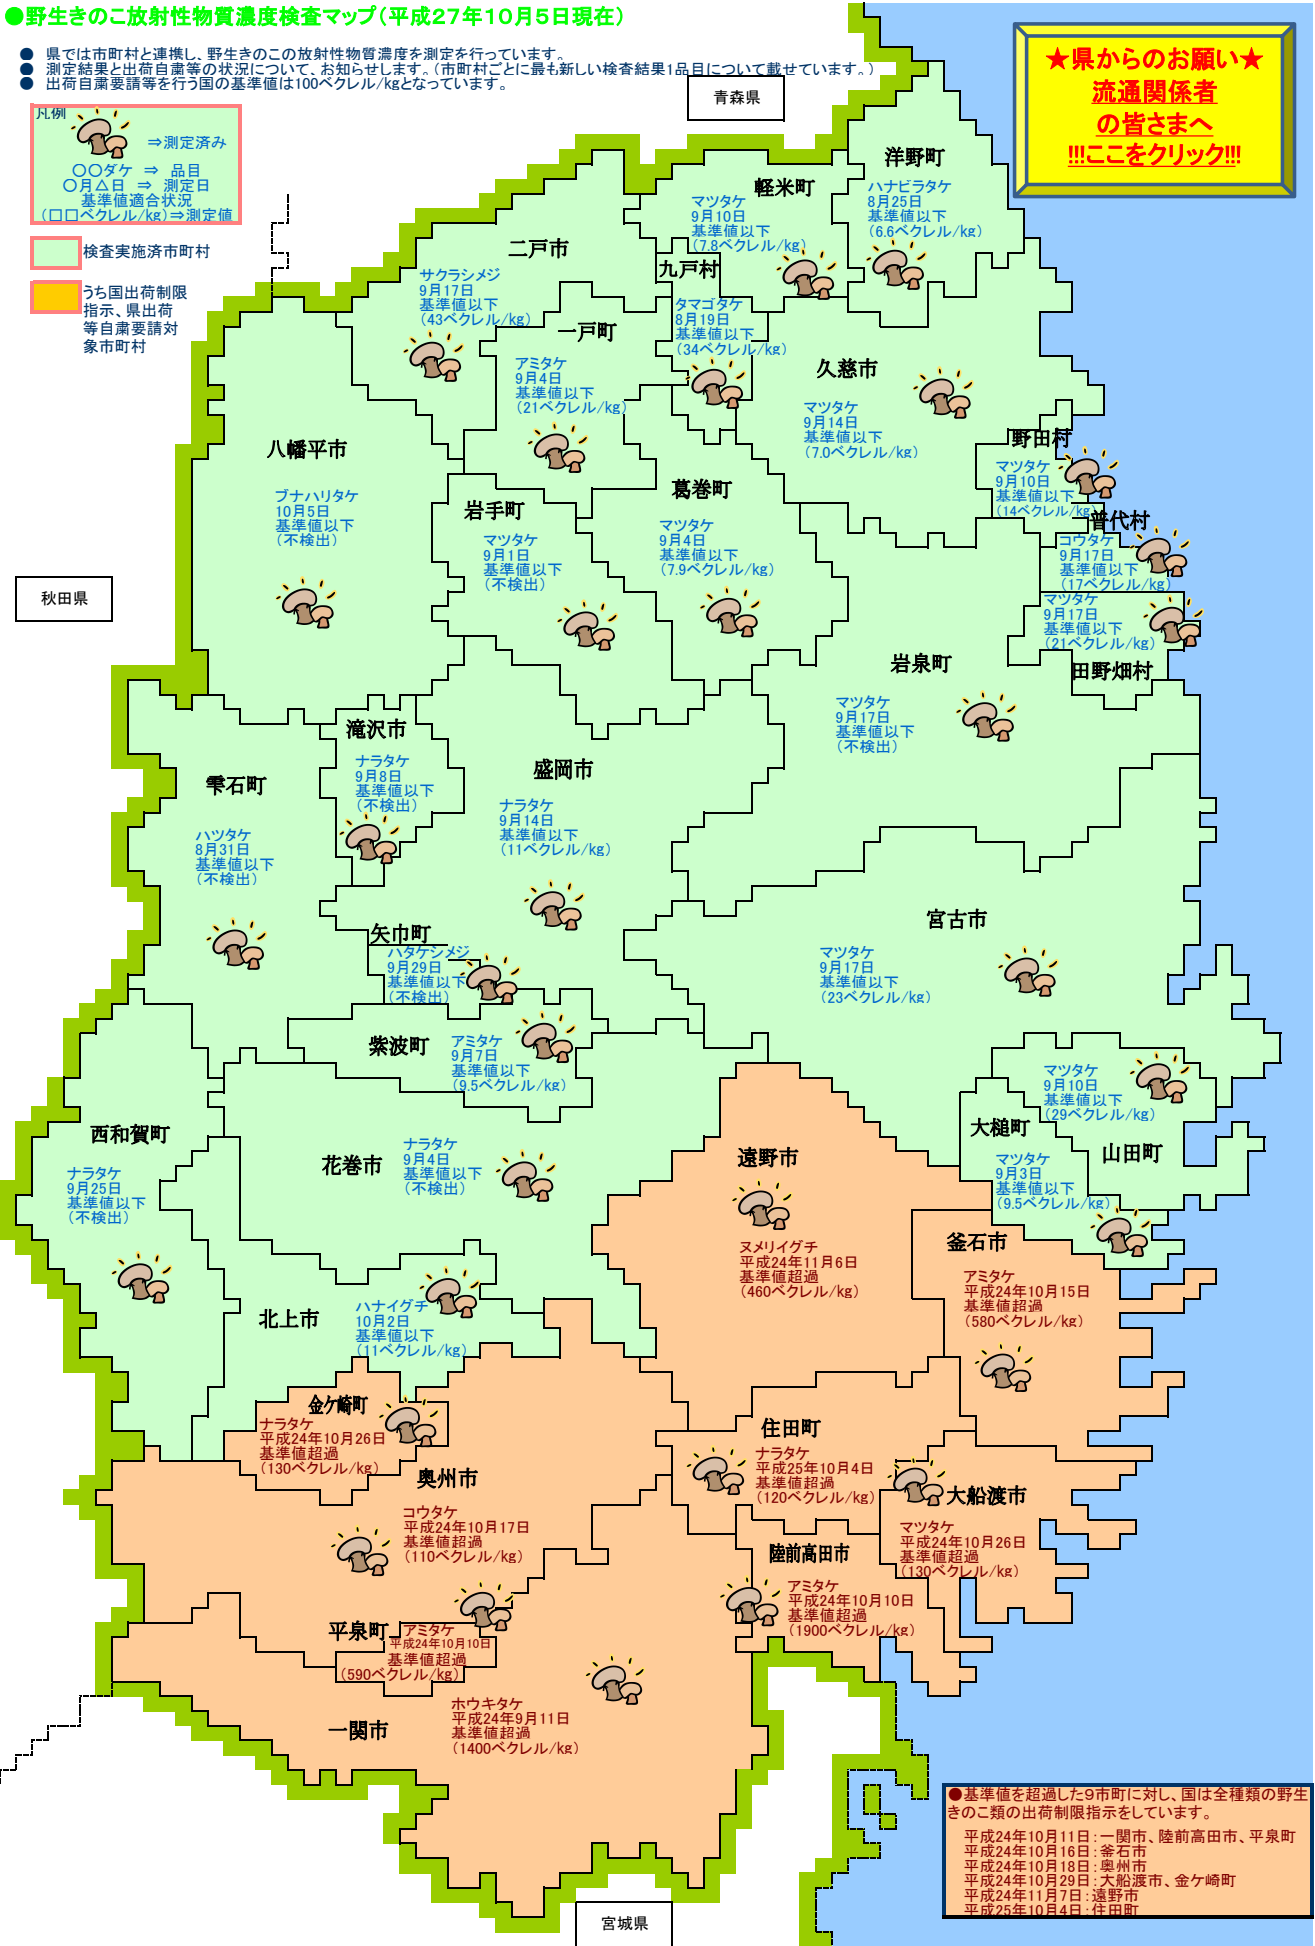 ●野生きのこ放射性物質濃度検査マップ（平成２７年１０月５日現在）
● 県では市町村と連携し、野生きのこの放射性物質濃度を測定を行っています。
● 測定結果と出荷自粛等の状況について、お知らせします。（市町村ごとに最も新しい検査結果1品目について載せています。）
● 出荷自粛要請等を行う国の基準値は100ベクレル/kgとなっています。
★県からのお願い★
流通関係者
の皆さまへ
!!!ここをクリック!!!
凡例
⇒測定済み
〇〇ダケ ⇒ 品目
〇月△日 ⇒ 測定日
基準値適合状況
(□□ベクレル/kg)⇒測定値
検査実施済市町村
うち国出荷制限
指示、県出荷
等自粛要請対
象市町村
青森県
秋田県
宮城県
洋野町
ハナビラタケ
8月25日
基準値以下
(6.6ベクレル/kg)
軽米町
マツタケ
9月10日
基準値以下
(7.8ベクレル/kg)
二戸市
サクラシメジ
9月17日
基準値以下
(43ベクレル/kg)
九戸村
タマゴタケ
8月19日
基準値以下
(34ベクレル/kg)
一戸町
アミタケ
9月4日
基準値以下
(21ベクレル/kg)
久慈市
マツタケ
9月14日
基準値以下
(7.0ベクレル/kg)
野田村
マツタケ
9月10日
基準値以下
(14ベクレル/kg)
八幡平市
ブナハリタケ
10月5日
基準値以下
(不検出)
岩手町
マツタケ
9月1日
基準値以下
(不検出)
葛巻町
マツタケ
9月4日
基準値以下
(7.9ベクレル/kg)
普代村
コウタケ
9月17日
基準値以下
(17ベクレル/kg)
マツタケ
9月17日
基準値以下
(21ベクレル/kg)
田野畑村
岩泉町
マツタケ
9月17日
基準値以下
(不検出)
滝沢市
ナラタケ
9月8日
基準値以下
(不検出)
盛岡市
ナラタケ
9月14日
基準値以下
(11ベクレル/kg)
雫石町
ハツタケ
8月31日
基準値以下
(不検出)
宮古市
マツタケ
9月17日
基準値以下
(23ベクレル/kg)
矢巾町
ハタケシメジ
9月29日
基準値以下
(不検出)
紫波町
アミタケ
9月7日
基準値以下
(9.5ベクレル/kg)
マツタケ
9月10日
基準値以下
(29ベクレル/kg)
山田町
大槌町
マツタケ
9月3日
基準値以下
(9.5ベクレル/kg)
西和賀町
ナラタケ
9月25日
基準値以下
(不検出)
花巻市
ナラタケ
9月4日
基準値以下
(不検出)
遠野市
ヌメリイグチ
平成24年11月6日
基準値超過
(460ベクレル/kg)
釜石市
アミタケ
平成24年10月15日
基準値超過
(580ベクレル/kg)
北上市
ハナイグチ
10月2日
基準値以下
(11ベクレル/kg)
金ケ崎町
ナラタケ
平成24年10月26日
基準値超過
(130ベクレル/kg)
奥州市
コウタケ
平成24年10月17日
基準値超過
(110ベクレル/kg)
住田町
ナラタケ
平成25年10月4日
基準値超過
(120ベクレル/kg)
大船渡市
マツタケ
平成24年10月26日
基準値超過
(130ベクレル/kg)
陸前高田市
アミタケ
平成24年10月10日
基準値超過
(1900ベクレル/kg)
平泉町
アミタケ
平成24年10月10日
基準値超過
(590ベクレル/kg)
一関市
ホウキタケ
平成24年9月11日
基準値超過
(1400ベクレル/kg)
●基準値を超過した９市町に対し、国は全種類の野生
きのこ類の出荷制限指示をしています。
平成24年10月11日：一関市、陸前高田市、平泉町
平成24年10月16日：釜石市
平成24年10月18日：奥州市
平成24年10月29日：大船渡市、金ケ崎町
平成24年11月7日：遠野市
平成25年10月4日：住田町